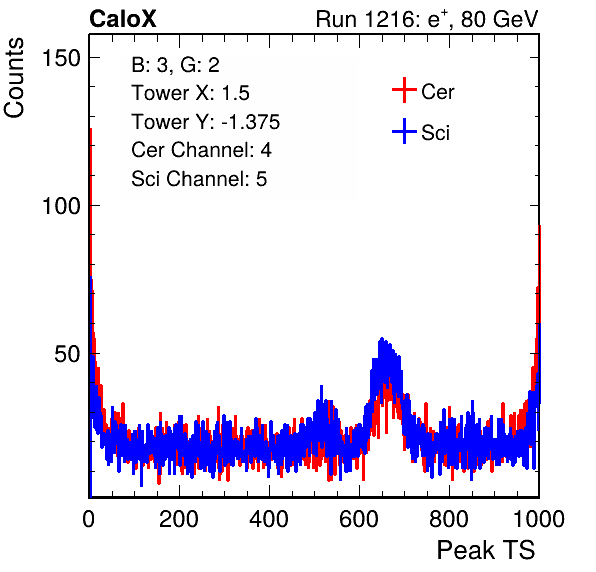 CaloX
Run 1216: e+, 80 GeV
Counts
150
100
50
B: 3, G: 2
Tower X: 1.5
Tower Y: -1.375
Cer Channel: 4
Sci Channel: 5
Cer
Sci
0 200 400 600 800 1000
Peak TS